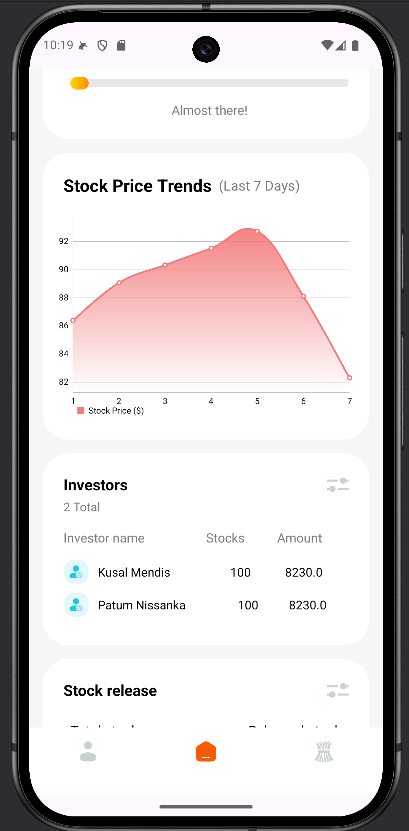 10:19
Almost there!
Stock Price Trends (Last 7 Days)
92
90
88
86
84
82
1 2 3 4 5 6 7
Stock Price ($)
Investors
2 Total
Investor name Stocks Amount
Kusal Mendis 100 8230.0
Patum Nissanka 100 8230.0
Stock release